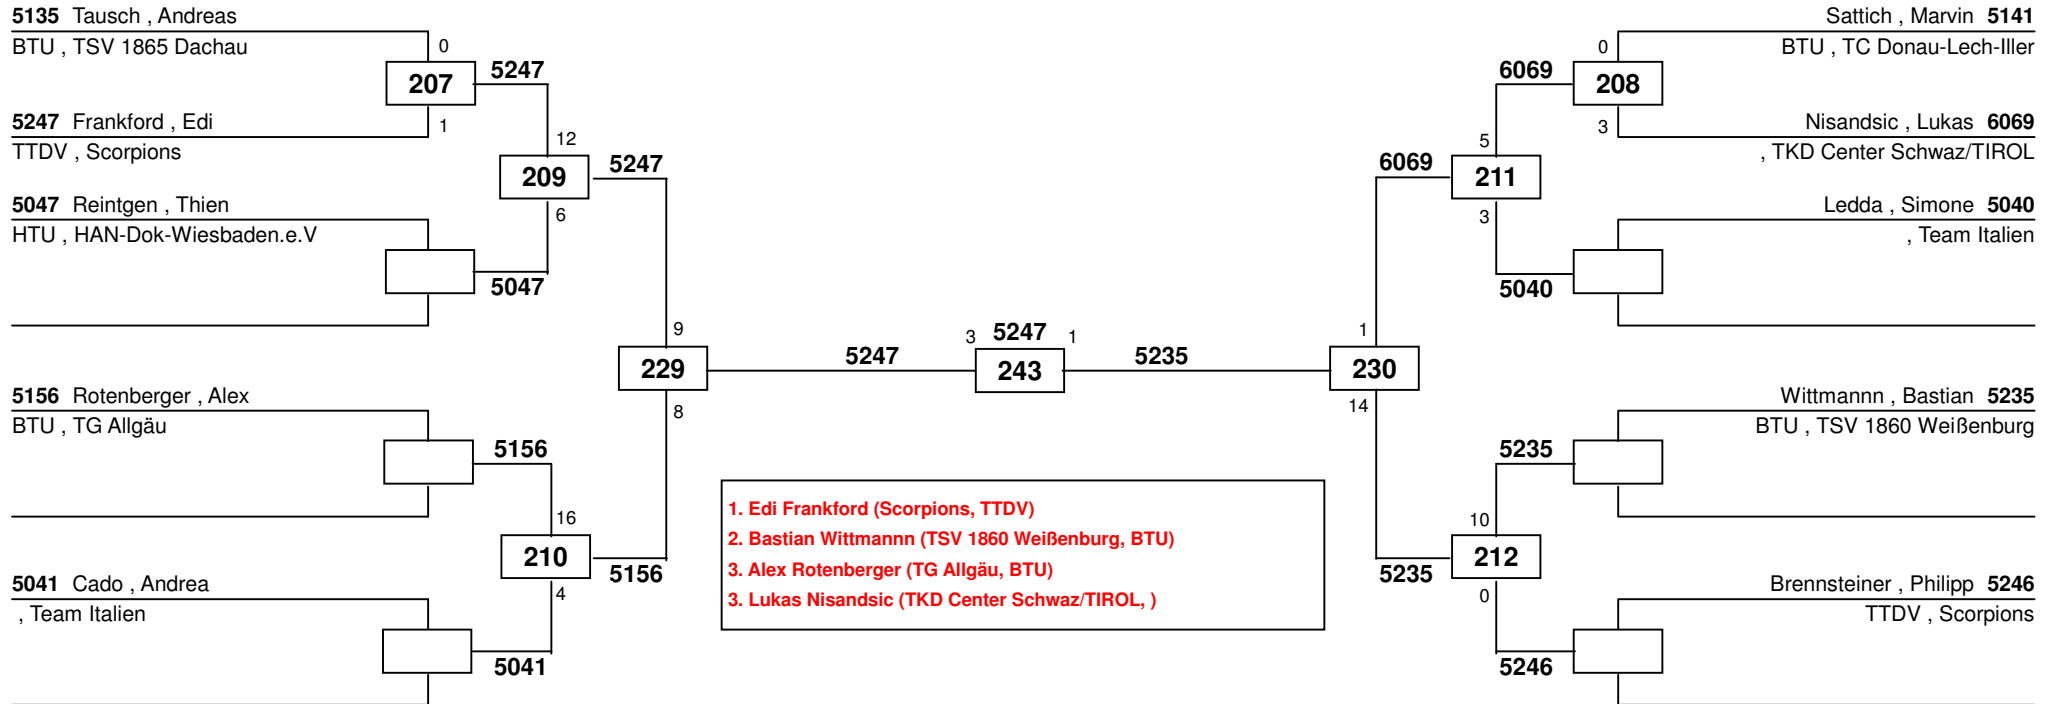 5135 Tausch , Andreas
BTU , TSV 1865 Dachau
0
207
5247
5247 Frankford , Edi
1
TTDV , Scorpions
12
209
5247
5047 Reintgen , Thien
6
HTU , HAN-Dok-Wiesbaden.e.V
5047
9
229
5247
8
5156 Rotenberger , Alex
BTU , TG Allgäu
5156
16
210
5156
4
5041 Cado , Andrea
, Team Italien
5041
3 5247 1
243
5235
Sattich , Marvin 5141
BTU , TC Donau-Lech-Iller
0
6069
208
3
Nisandsic , Lukas 6069
, TKD Center Schwaz/TIROL
5
6069
211
3
Ledda , Simone 5040
, Team Italien
5040
1
230
14
Wittmannn , Bastian 5235
BTU , TSV 1860 Weißenburg
5235
10
212
5235
0
Brennsteiner , Philipp 5246
TTDV , Scorpions
5246
1. Edi Frankford (Scorpions, TTDV)
2. Bastian Wittmannn (TSV 1860 Weißenburg, BTU)
3. Alex Rotenberger (TG Allgäu, BTU)
3. Lukas Nisandsic (TKD Center Schwaz/TIROL, )